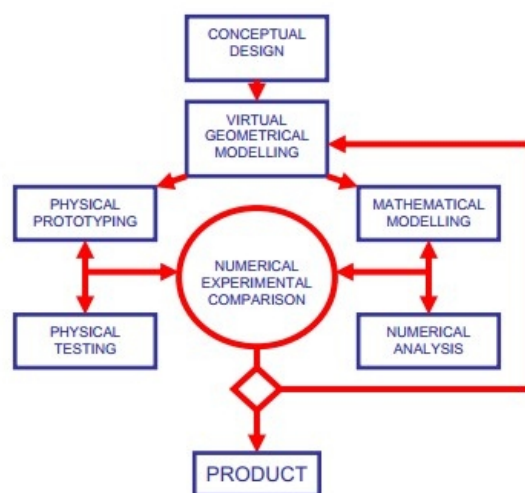 CONCEPTUAL
DESIGN
VIRTUAL
GEOMETRICAL
MODELLING
PHYSICAL
PROTOTYPING
MATHEMATICAL
MODELLING
NUMERICAL
EXPERIMENTAL
COMPARISON
PHYSICAL
TESTING
NUMERICAL
ANALYSIS
PRODUCT